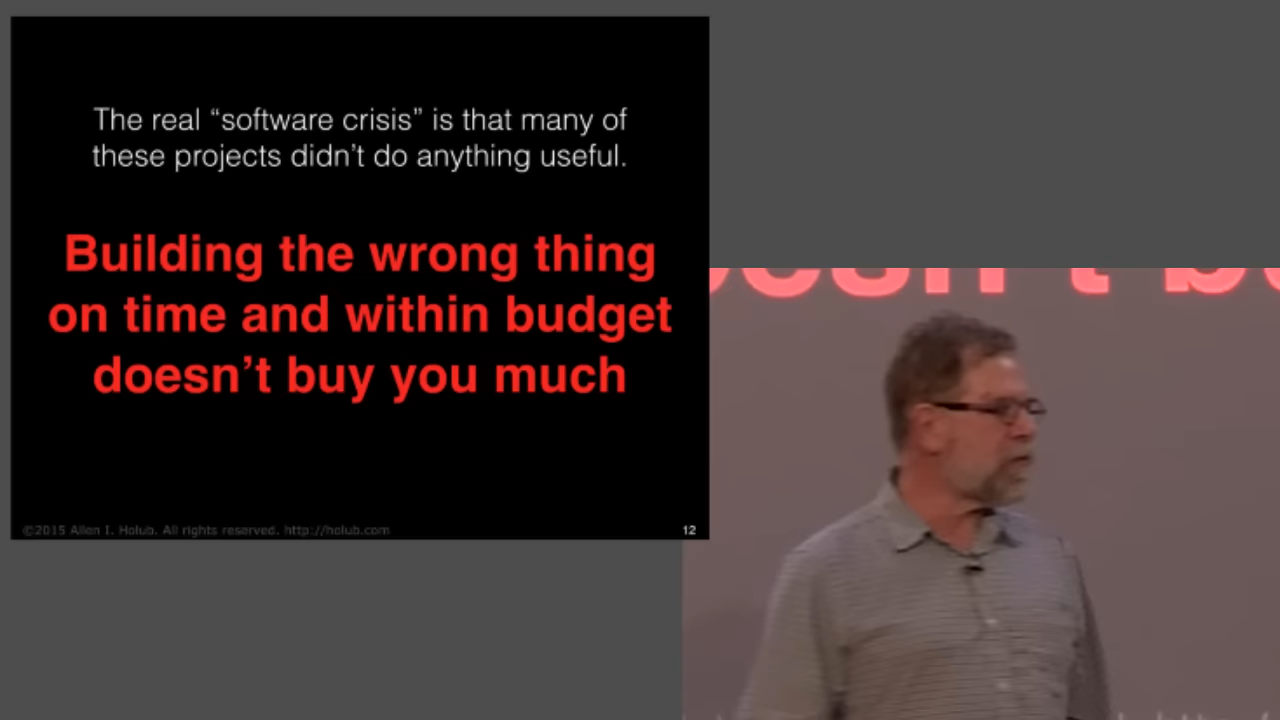 The real “software crisis” is that many of
these projects didn’t do anything useful.
Building the wrong thing
on time and within budget
doesn’t buy you much
©2015 Allen I. Holub. All rights reserved. http://holub.com
12